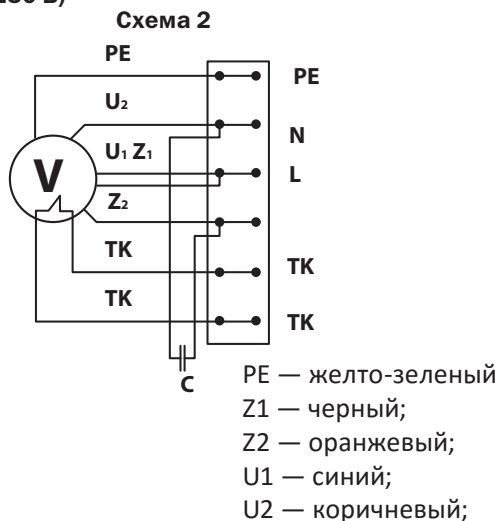 Схема 2
PE
PE
U2
N
U1 Z1
L
Z2
V
TK
TK
TK
TK
C
PE — желто-зеленый
Z1 — черный;
Z2 — оранжевый;
U1 — синий;
U2 — коричневый;